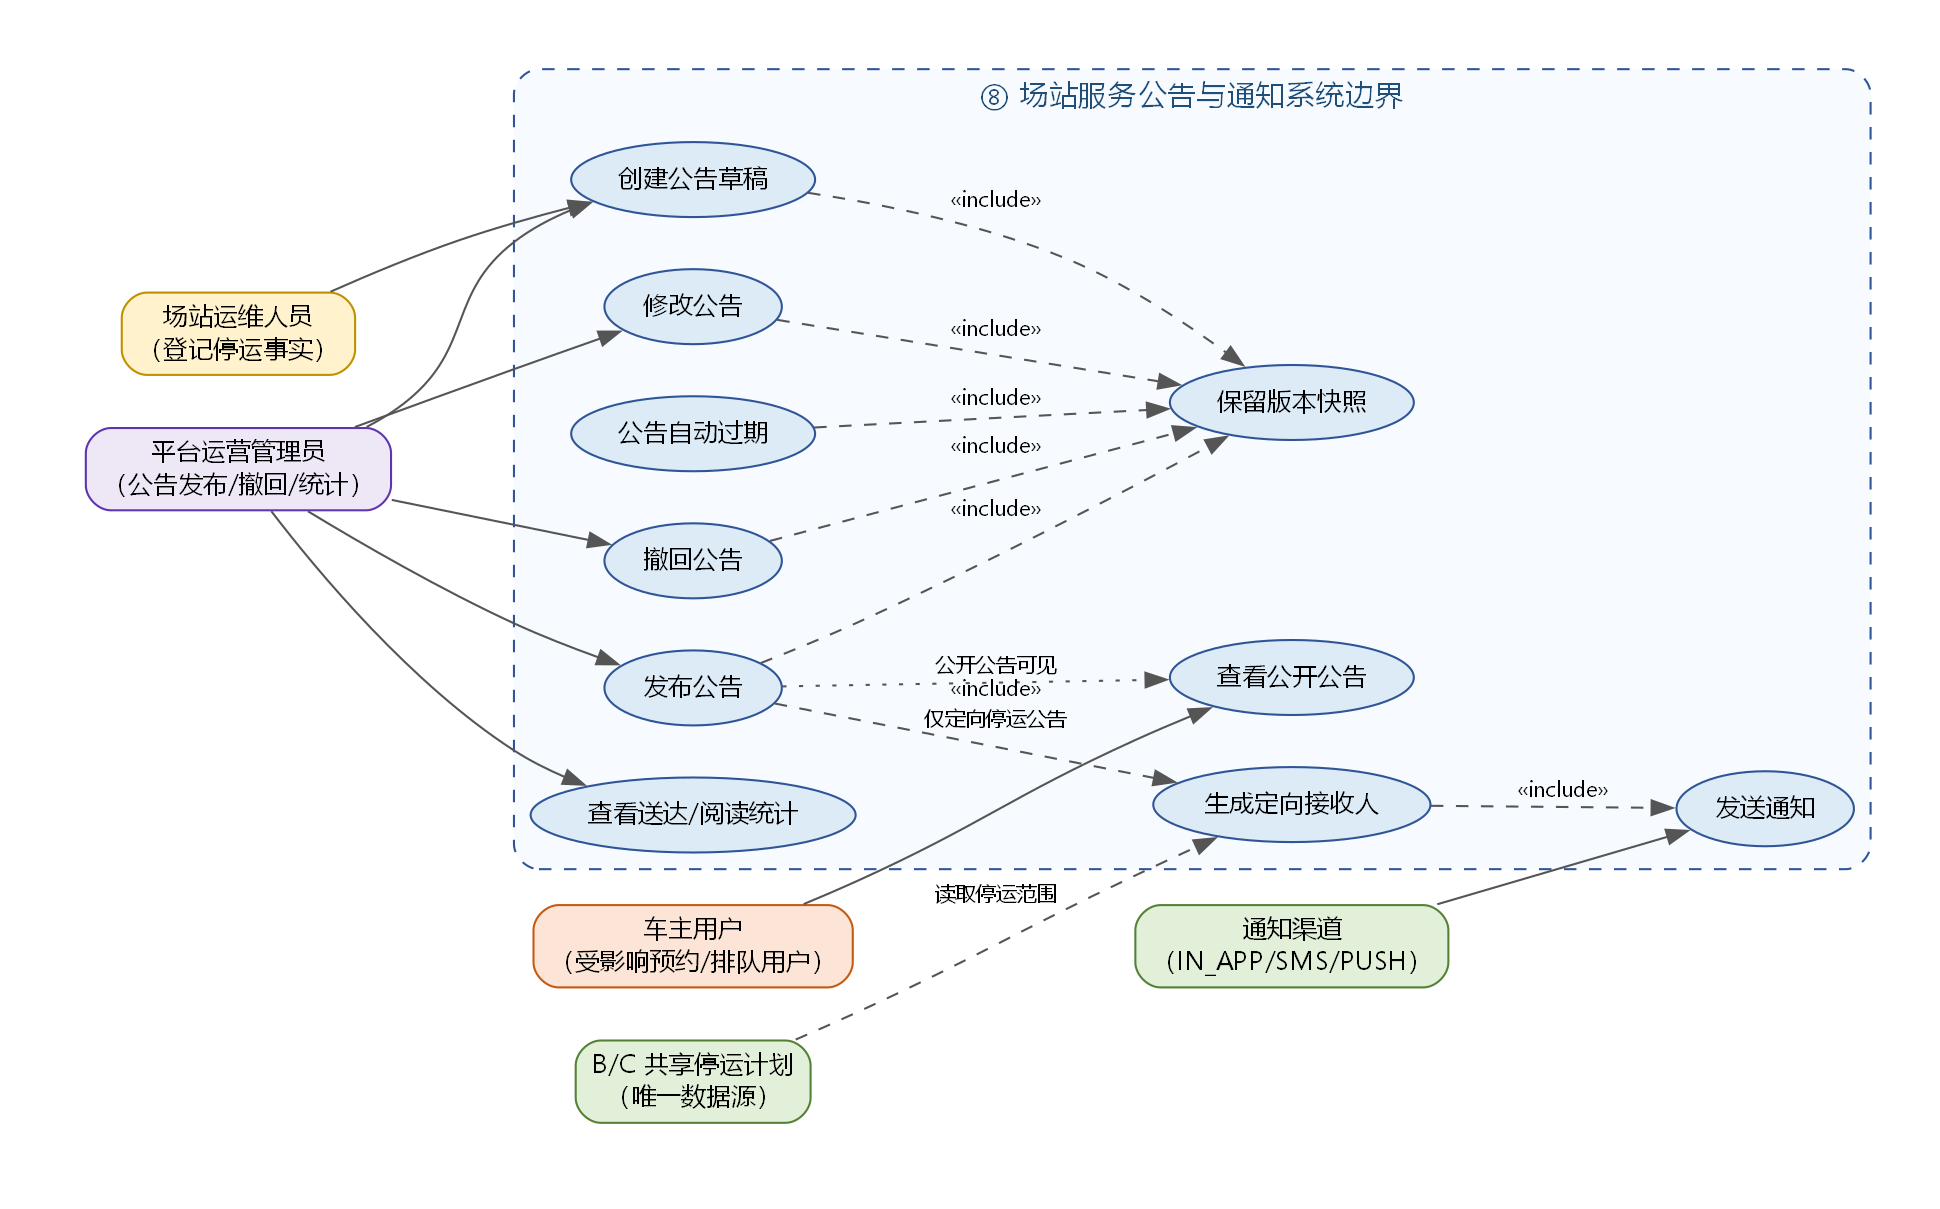 ⑧ 场站服务公告与通知系统边界
创建公告草稿
«include»
场站运维人员
（登记停运事实）
修改公告
«include»
保留版本快照
«include»
公告自动过期
平台运营管理员
（公告发布/撤回/统计）
«include»
«include»
撤回公告
发布公告
公开公告可见
查看公开公告
«include»
仅定向停运公告
查看送达/阅读统计
生成定向接收人
«include»
发送通知
读取停运范围
车主用户
（受影响预约/排队用户）
通知渠道
（IN_APP/SMS/PUSH）
B/C 共享停运计划
（唯一数据源）